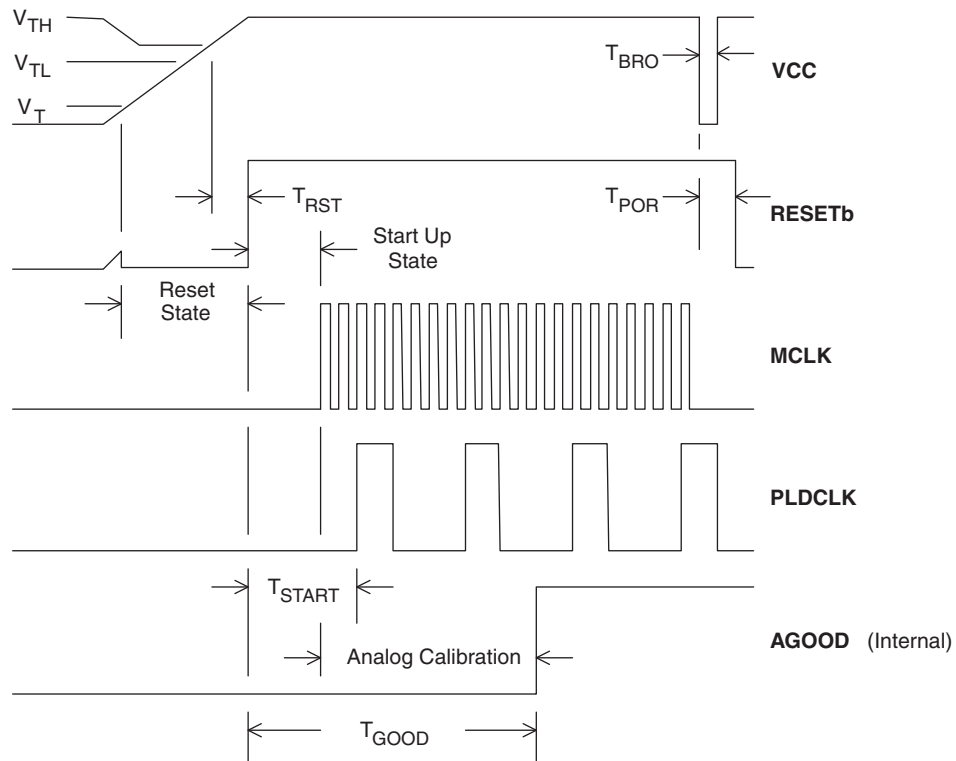 VTH
VTL
VT
TBRO
VCC
TRST
TPOR
RESETb
Start Up
State
Reset
State
MCLK
PLDCLK
TSTART
AGOOD (Internal)
Analog Calibration
TGOOD